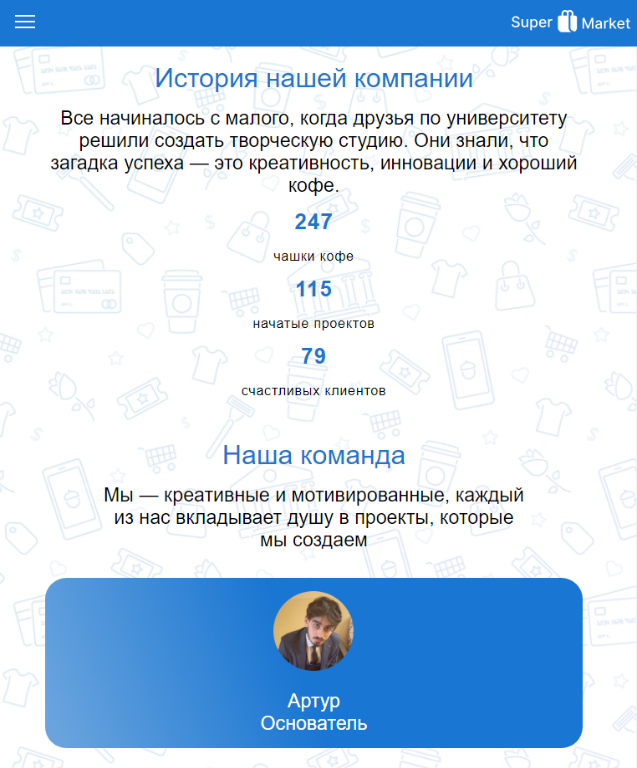 Super Market
История нашей компании
Все начиналось с малого, когда друзья по университету
решили создать творческую студию. Они знали, что
загадка успеха — это креативность, инновации и хороший
кофе.
247
чашки кофе
115
начатые проектов
79
счастливых клиентов
Наша команда
Мы — креативные и мотивированные, каждый
из нас вкладывает душу в проекты, которые
мы создаем
Артур
Основатель